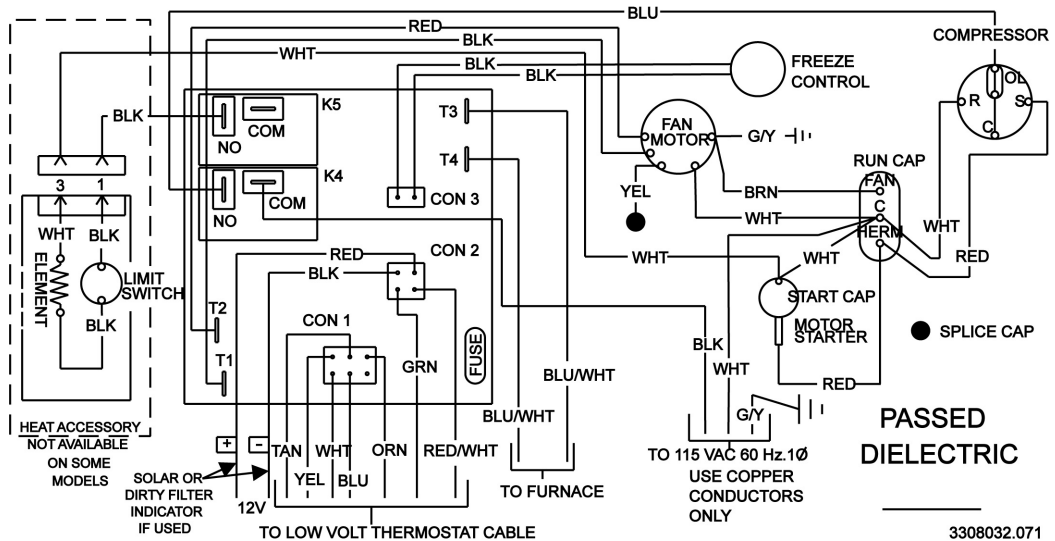 BLU
RED
BLK
WHT
BLK
BLK
FREEZE
CONTROL
COMPRESSOR
OL
R
S
C
BLK
K5
COM
NO
T3
FAN
MOTOR
G/Y
T4
K4
COM
NO
CON 3
YEL
BRN
WHT
RUN CAP
FAN
C
HERM
WHT
RED
3
1
WHT
BLK
ELEMENT
LIMIT
SWITCH
BLK
RED
BLK
CON 2
WHT
WHT
START CAP
MOTOR
STARTER
SPLICE CAP
T2
T1
CON 1
GRN
FUSE
BLK
WHT
RED
BLU/WHT
BLU/WHT
G/Y
HEAT ACCESSORY
NOT AVAILABLE
ON SOME
MODELS
+
-
TAN
WHT
ORN
RED/WHT
YEL
BLU
SOLAR OR
DIRTY FILTER
INDICATOR
IF USED
12V
TO LOW VOLT THERMOSTAT CABLE
TO FURNACE
TO 115 VAC 60 Hz.1Ø
USE COPPER
CONDUCTORS
ONLY
PASSED
DIELECTRIC
3308032.071